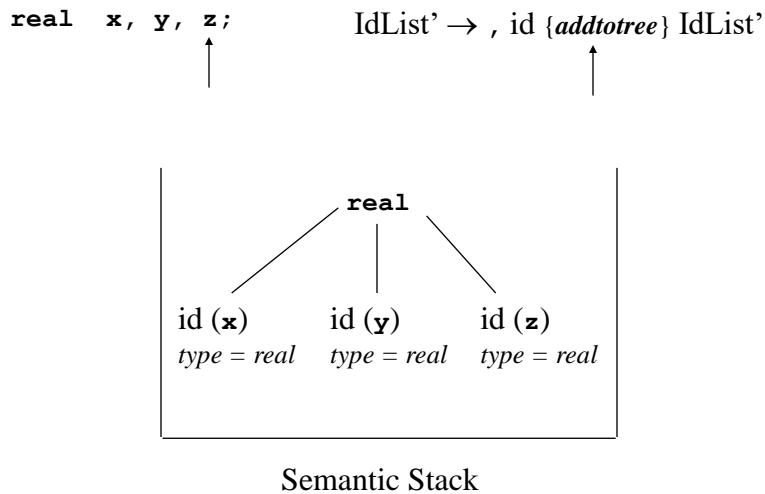 real x, y, z;
IdList’ → , id {addtotree} IdList’
real
id (x) id (y) id (z)
type = real type = real type = real
Semantic Stack